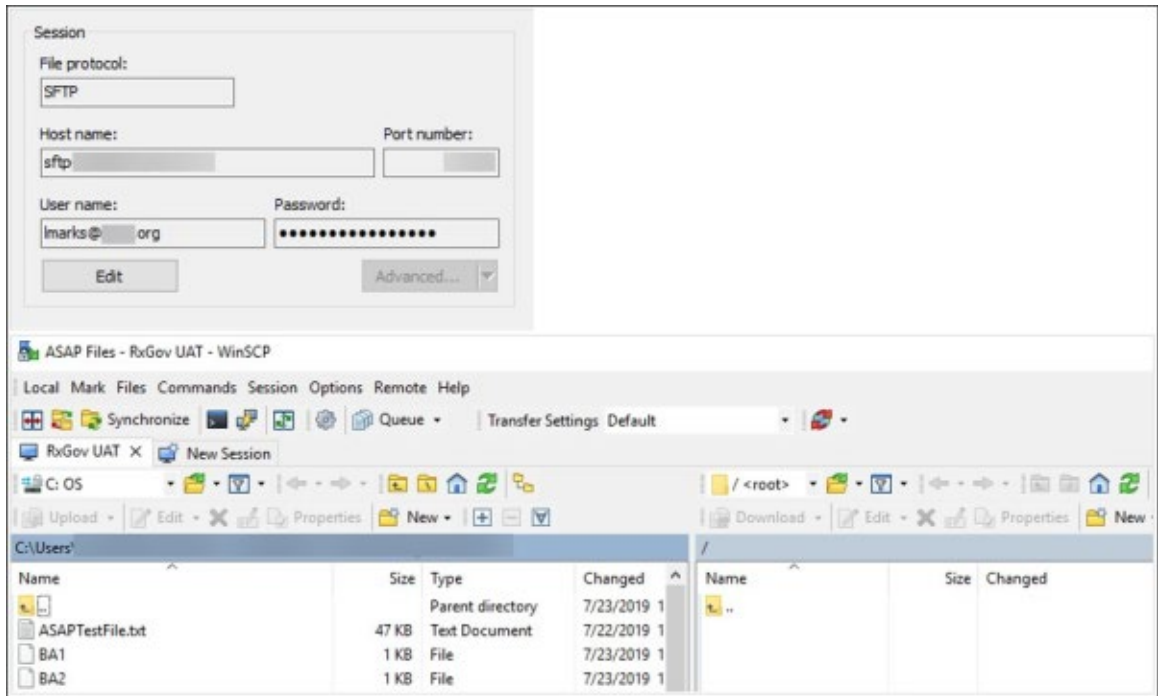 Session
File protocol:
SFTP
Host name: Port number:
sftp
User name: Password:
lmarks@ org ••••••••••••••••
Edit Advanced...
ASAP Files - RxGov UAT - WinSCP
Local Mark Files Commands Session Options Remote Help
Synchronize Queue Transfer Settings Default
RxGov UAT New Session
C: OS / <root>
Upload Edit Properties New Download Edit Properties New
C:\Users\ /
Name Size Type Changed Name Size Changed
.. Parent directory 7/23/2019 1 ..
ASAPTestFile.txt 47 KB Text Document 7/22/2019 1
BA1 1 KB File 7/23/2019 1
BA2 1 KB File 7/23/2019 1